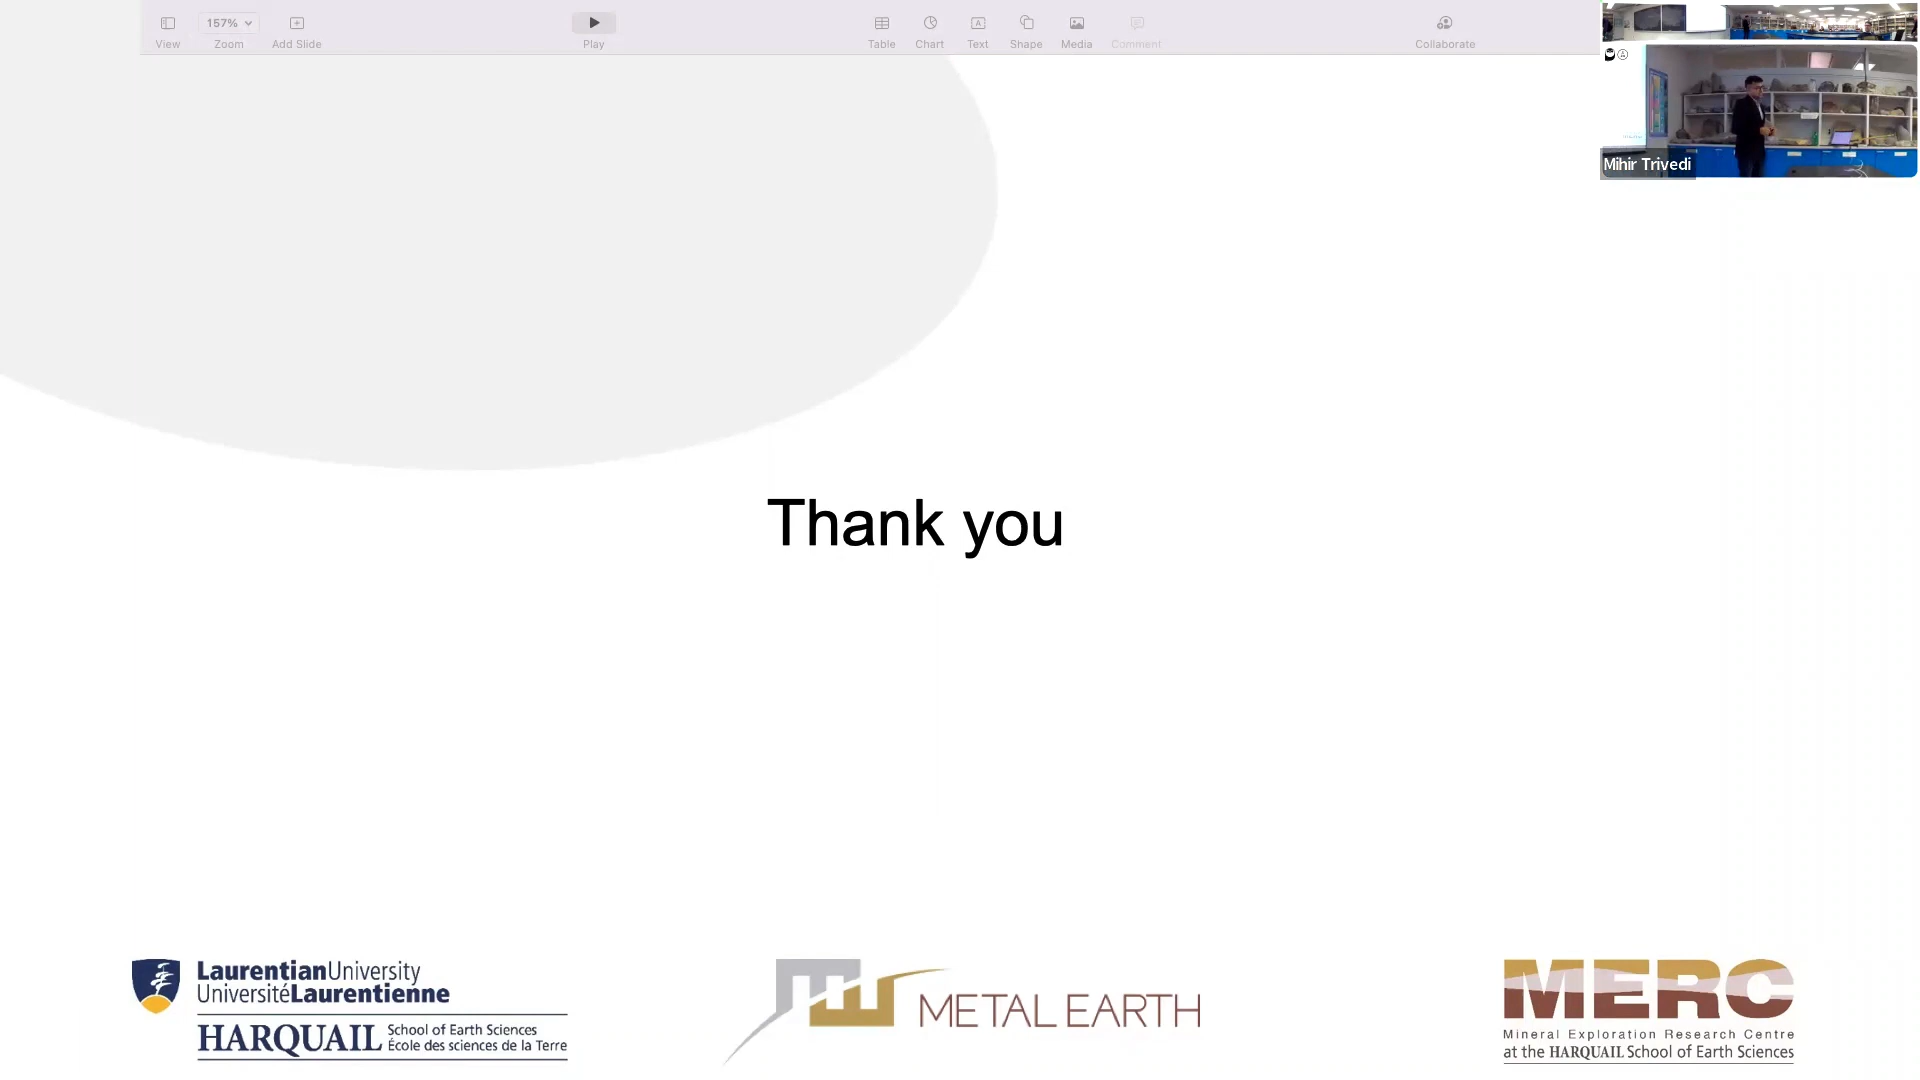 157%
View
Zoom
Add Slide
Play
Table
Chart
Text
Shape
Media
Comment
Collaborate
Mihir Trivedi
Thank you
LaurentianUniversity
UniversitéLaurentienne
HARQUAIL
School of Earth Sciences
École des sciences de la Terre
METAL EARTH
MERC
Mineral Exploration Research Centre
at the HARQUAIL School of Earth Sciences